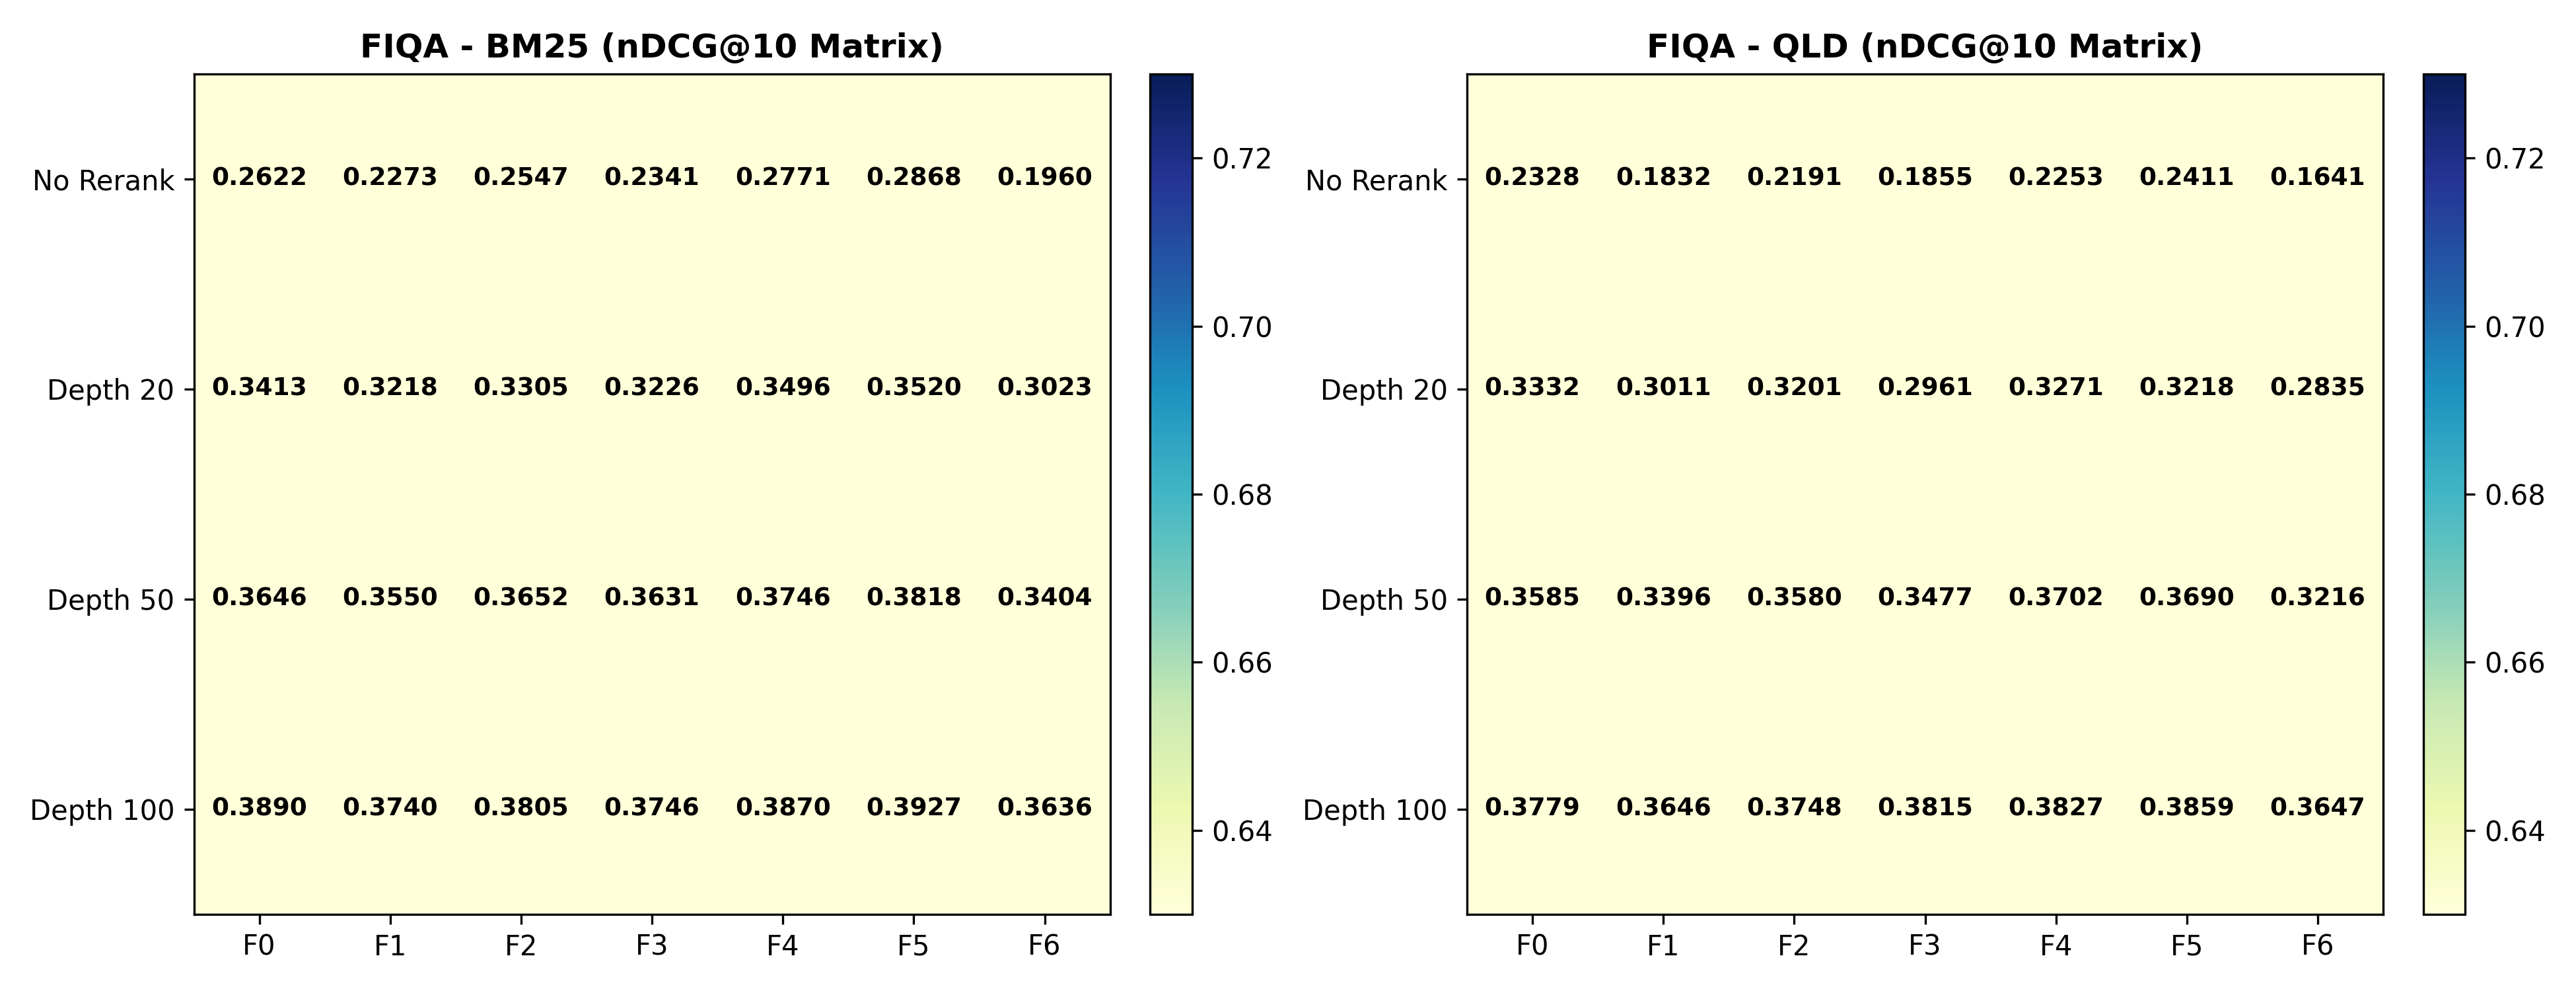 FIQA - BM25 (nDCG@10 Matrix)
No Rerank 0.2622 0.2273 0.2547 0.2341 0.2771 0.2868 0.1960
Depth 20 0.3413 0.3218 0.3305 0.3226 0.3496 0.3520 0.3023
Depth 50 0.3646 0.3550 0.3652 0.3631 0.3746 0.3818 0.3404
Depth 100 0.3890 0.3740 0.3805 0.3746 0.3870 0.3927 0.3636
F0 F1 F2 F3 F4 F5 F6
0.72
0.70
0.68
0.66
0.64
FIQA - QLD (nDCG@10 Matrix)
No Rerank 0.2328 0.1832 0.2191 0.1855 0.2253 0.2411 0.1641
Depth 20 0.3332 0.3011 0.3201 0.2961 0.3271 0.3218 0.2835
Depth 50 0.3585 0.3396 0.3580 0.3477 0.3702 0.3690 0.3216
Depth 100 0.3779 0.3646 0.3748 0.3815 0.3827 0.3859 0.3647
F0 F1 F2 F3 F4 F5 F6
0.72
0.70
0.68
0.66
0.64